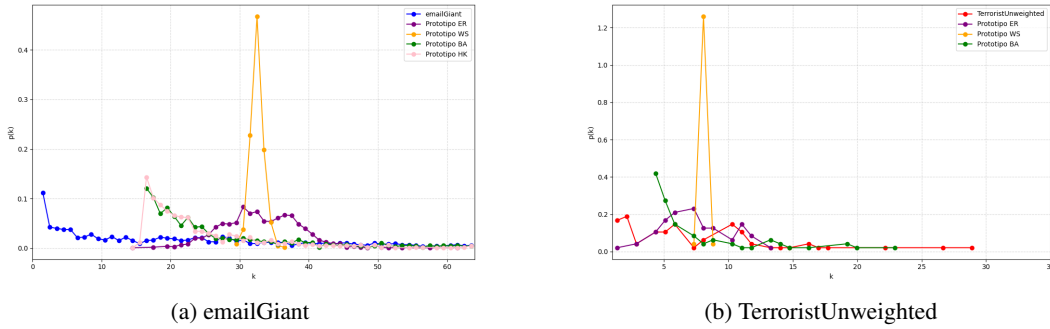 emailGiant
Prototipo ER
Prototipo WS
Prototipo BA
Prototipo HK
p(k)
0.4
0.3
0.2
0.1
0.0
0 10 20 30 40 50 60
k
(a) emailGiant
TerroristUnweighted
Prototipo ER
Prototipo WS
Prototipo BA
p(k)
1.2
1.0
0.8
0.6
0.4
0.2
0.0
5 10 15 20 25 30 35
k
(b) TerroristUnweighted